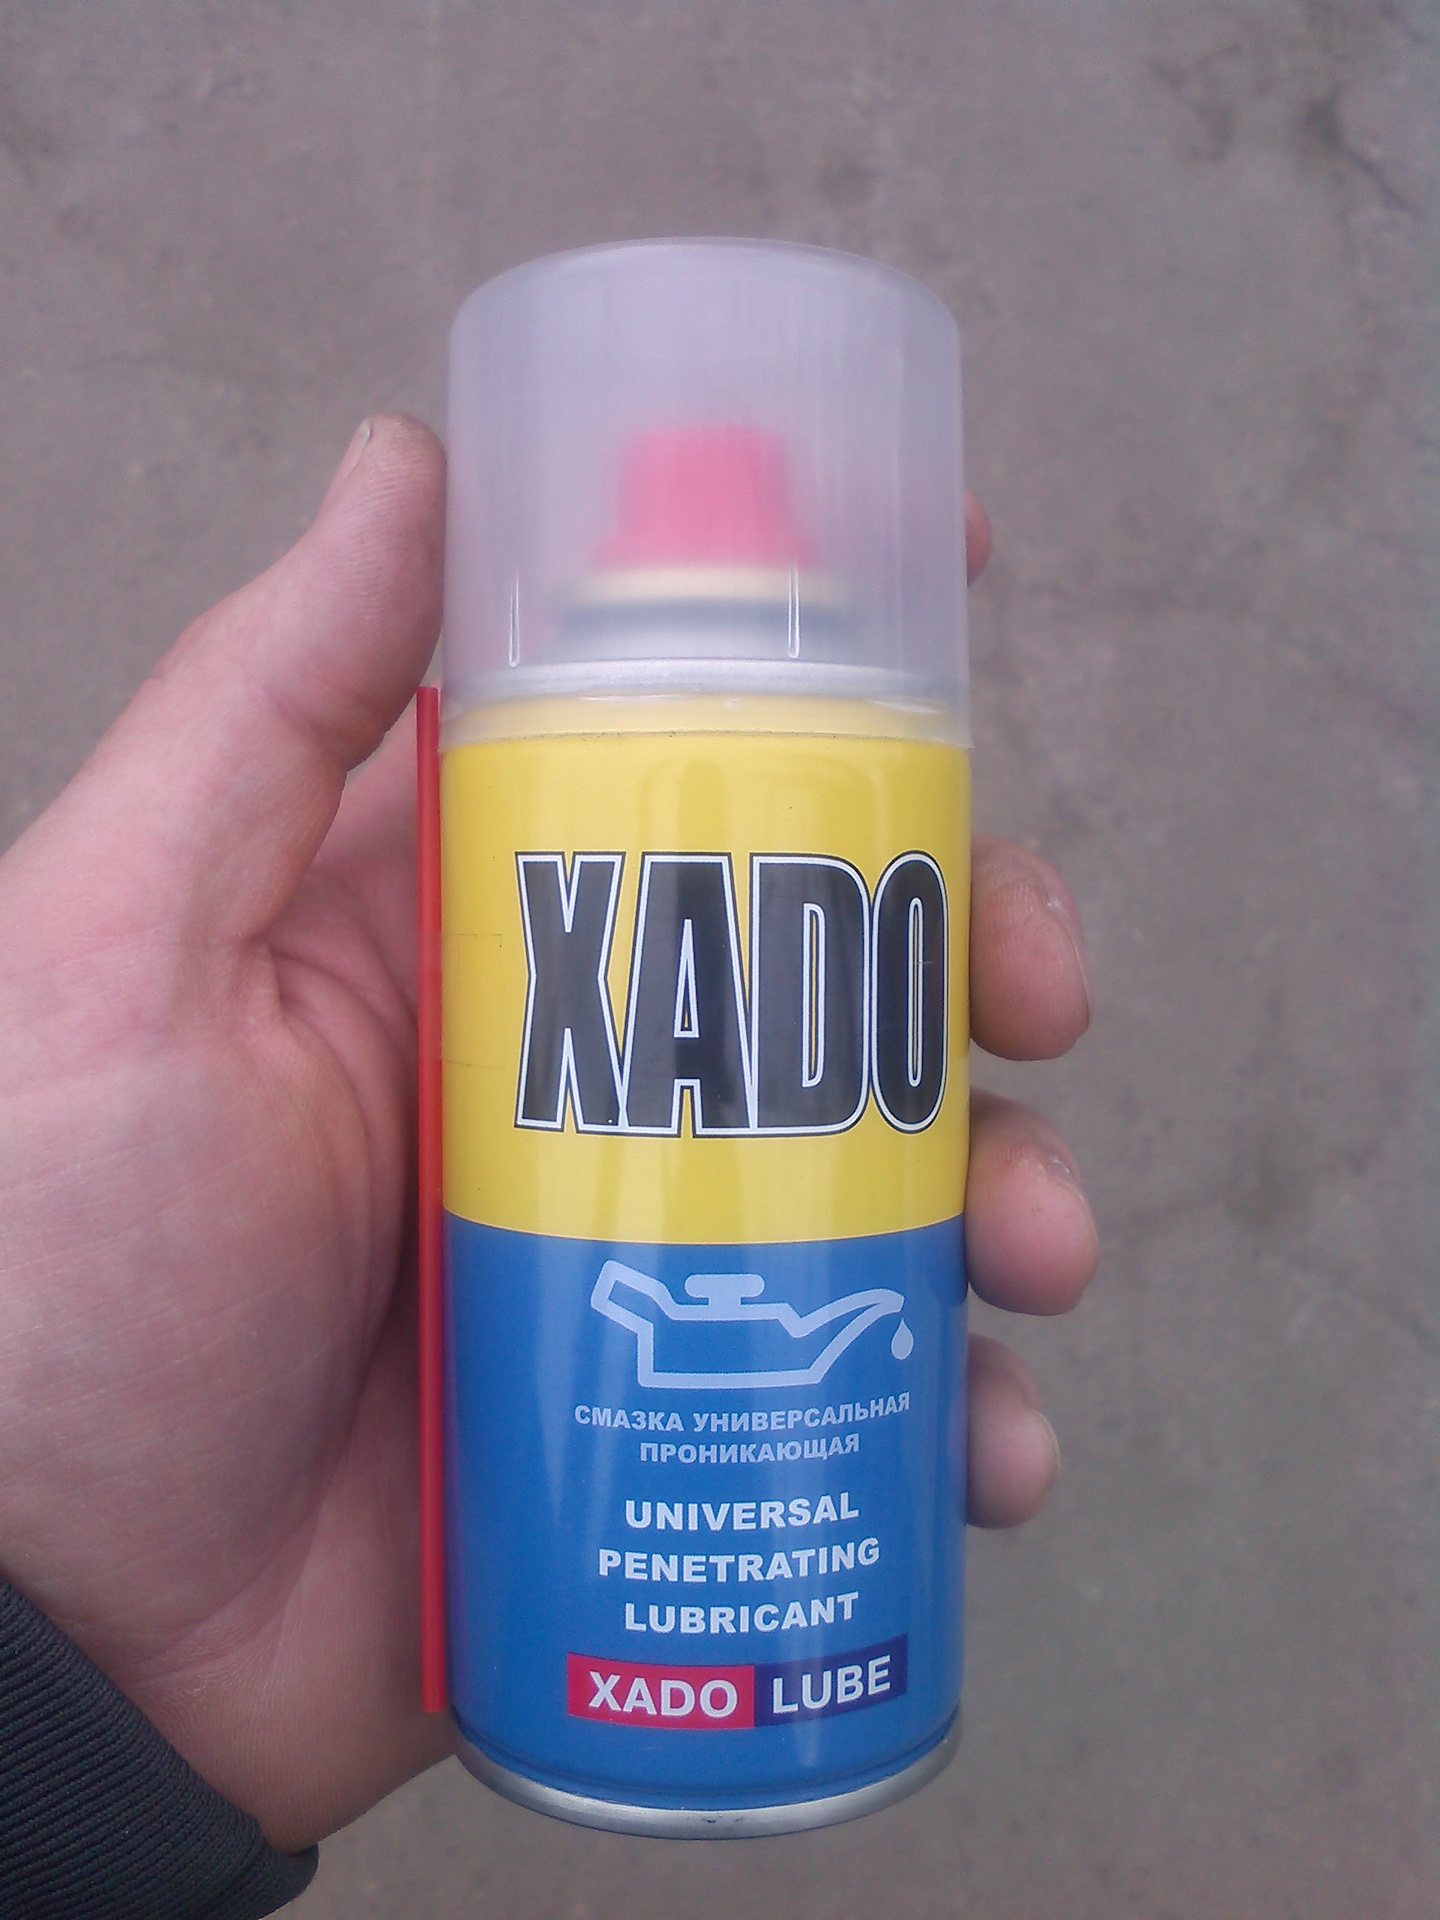 XADO
СМАЗКА УНИВЕРСАЛЬНАЯ
ПРОНИКАЮЩАЯ
UNIVERSAL
PENETRATING
LUBRICANT
XADO LUBE